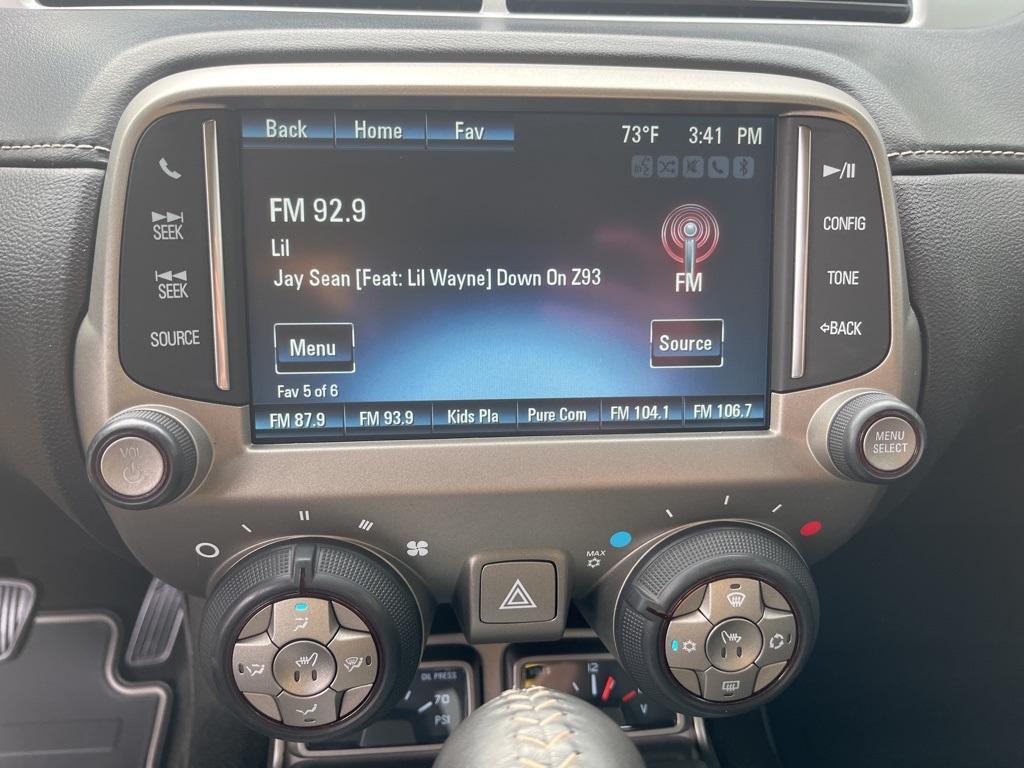 Back Home Fav 73°F 3:41 PM
FM 92.9
Lil
Jay Sean [Feat: Lil Wayne] Down On Z93
FM
Menu
Source
Fav 5 of 6
FM 87.9 FM 93.9 Kids Pla Pure Com FM 104.1 FM 106.7
SEEK
SEEK
SOURCE
CONFIG
TONE
BACK
VOL
MENU
SELECT
MAX
OIL PRESS
70
PSI
12
V